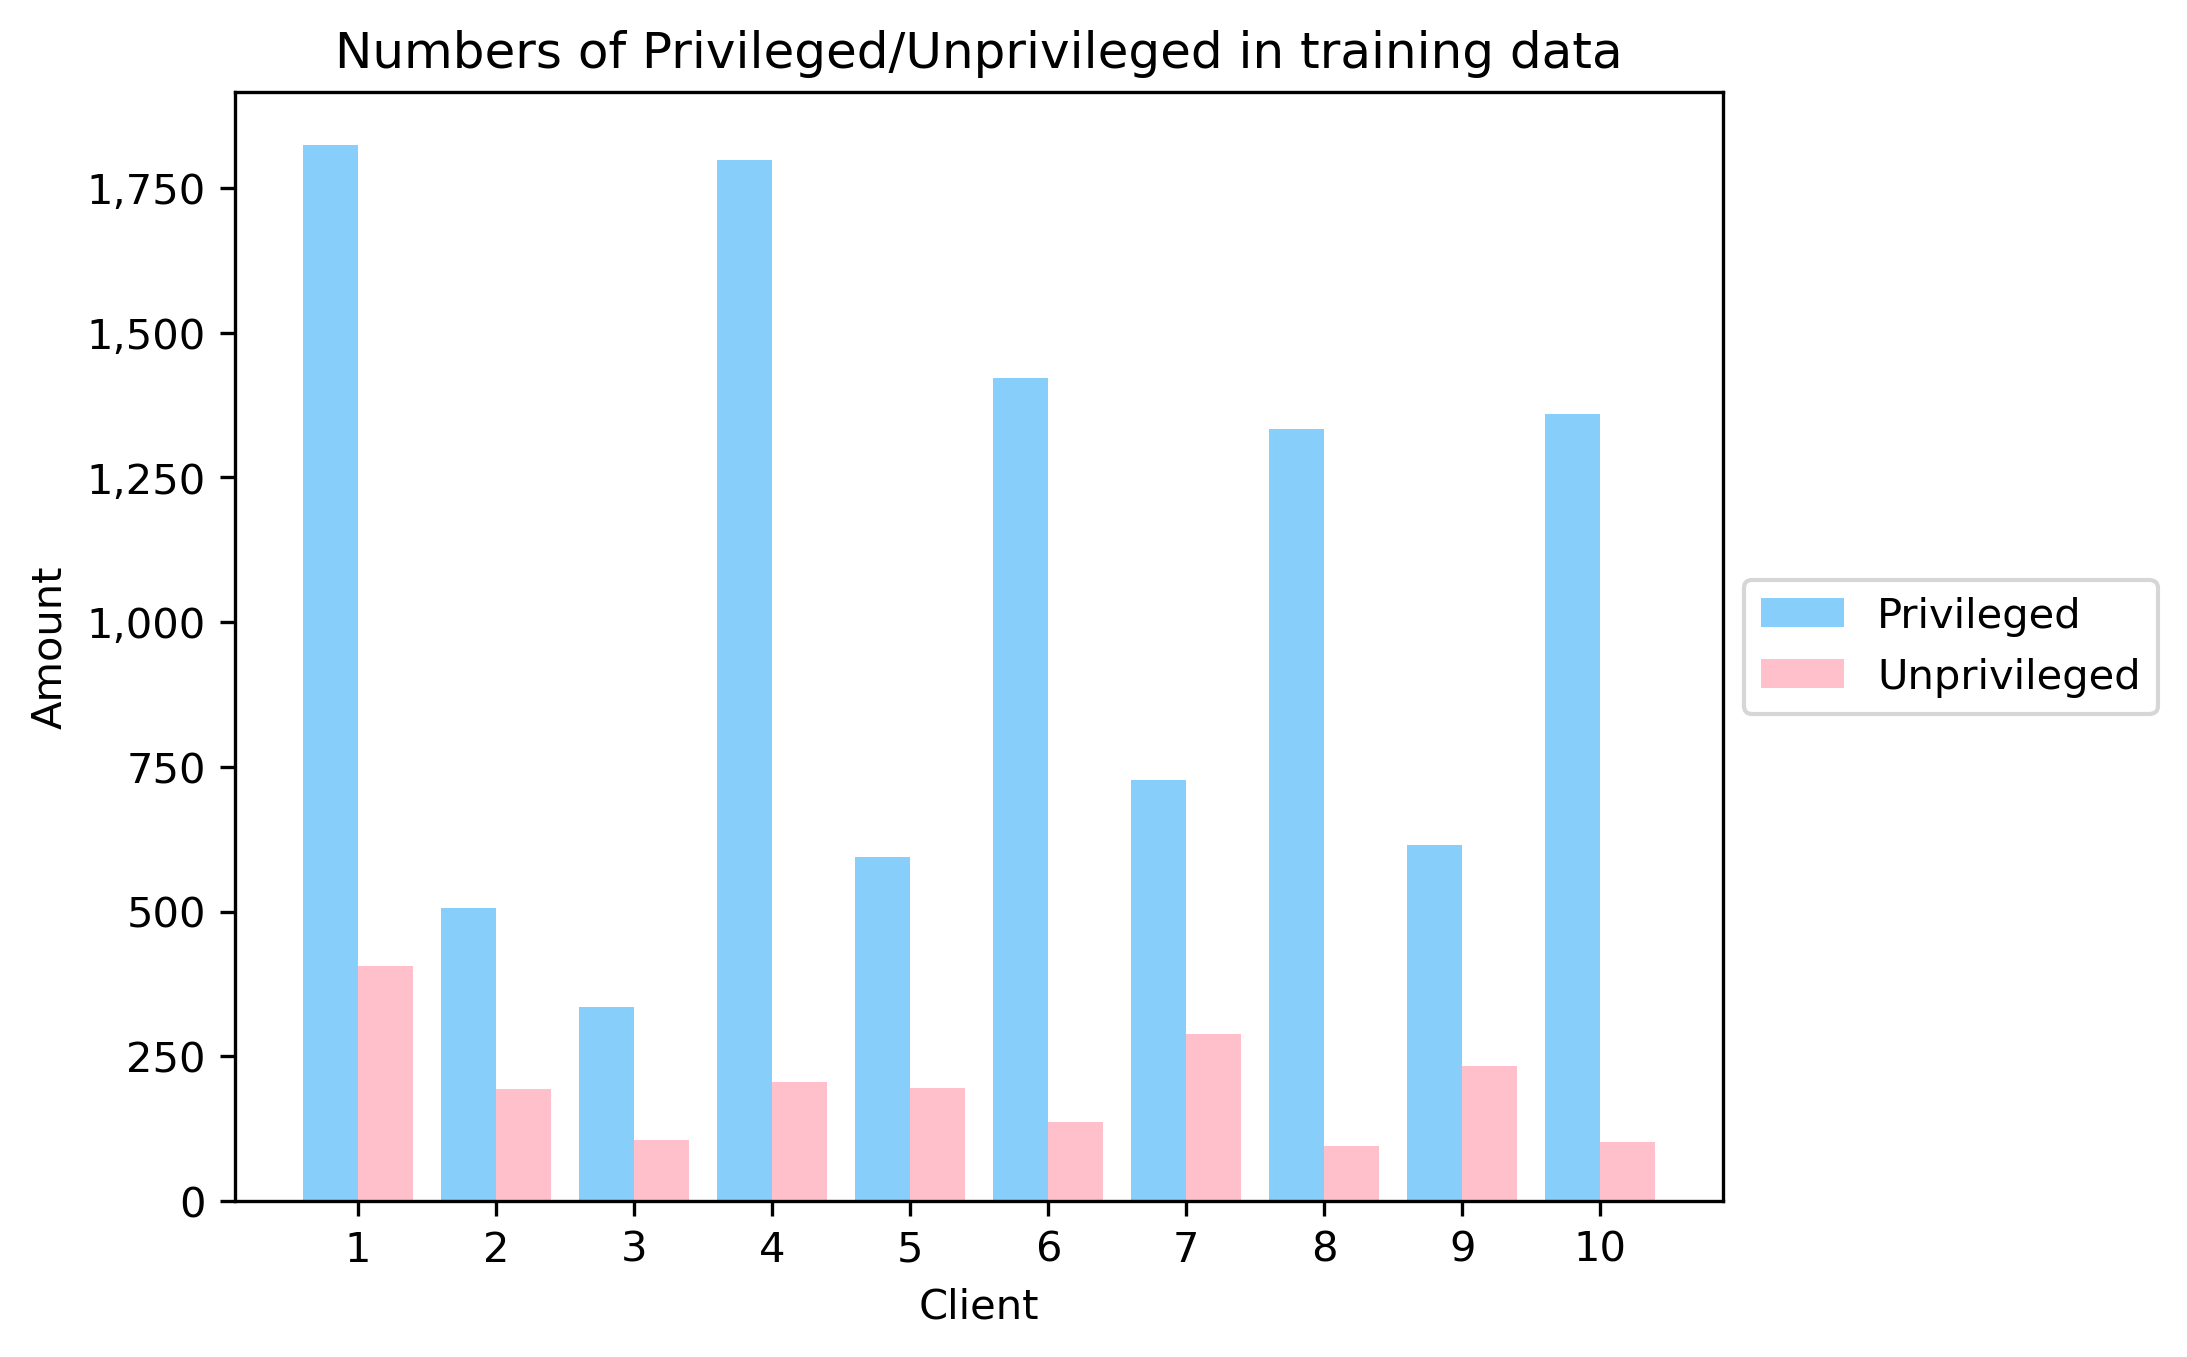 Numbers of Privileged/Unprivileged in training data
1,750
1,500
1,250
1,000
750
500
250
0
Amount
1 2 3 4 5 6 7 8 9 10
Client
Privileged
Unprivileged